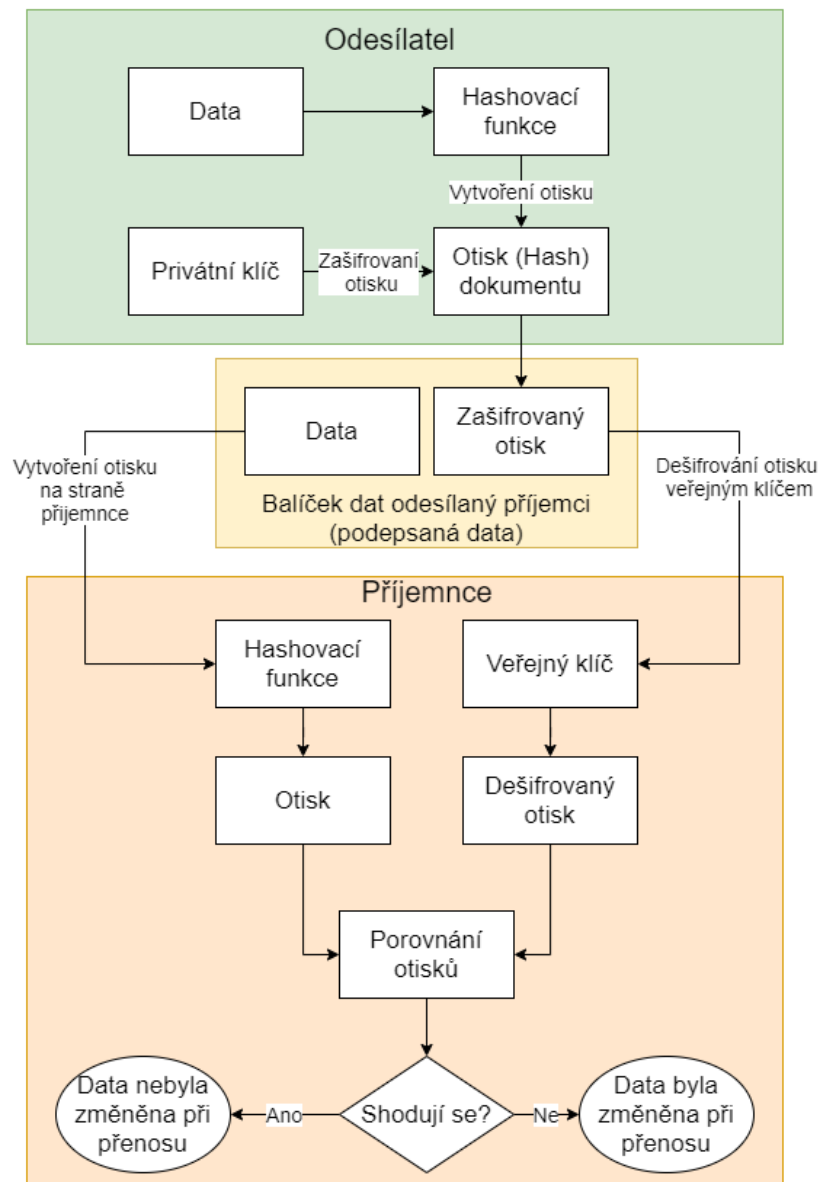 Odesílatel
Data
Hashovací
funkce
Vytvoření otisku
Privátní klíč
Zašifrovaní
otisku
Otisk (Hash)
dokumentu
Data
Zašifrovaný
otisk
Balíček dat odesílaný příjemci
(podepsaná data)
Vytvoření otisku
na straně
přijemnce
Dešifrování otisku
veřejným klíčem
Příjemnce
Hashovací
funkce
Veřejný klíč
Otisk
Dešifrovaný
otisk
Porovnání
otisků
Shodují se?
Ano
Ne
Data nebyla
změněna při
přenosu
Data byla
změněna při
přenosu